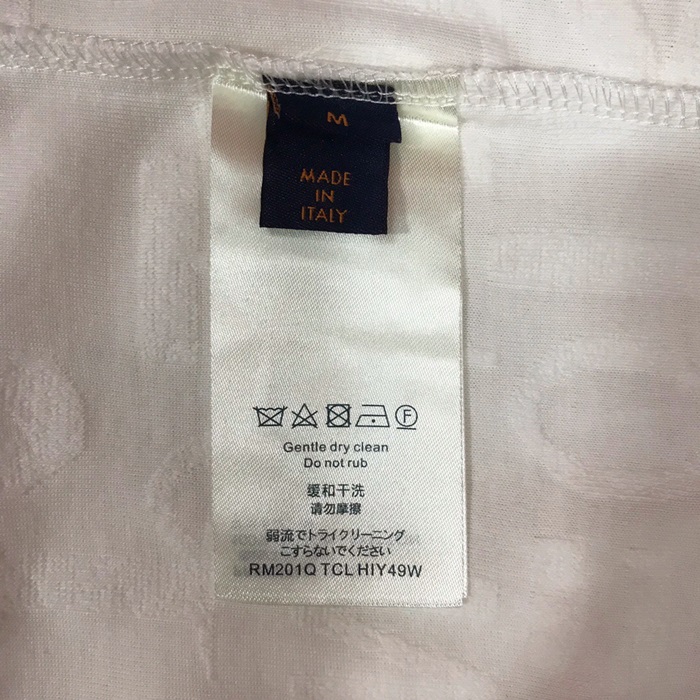 M
MADE
IN
ITALY
F
Gentle dry clean
Do not rub
缓和干洗
请勿摩擦
弱流でトライクリーニング
こすらないでください
RM201Q TCL HIY49W